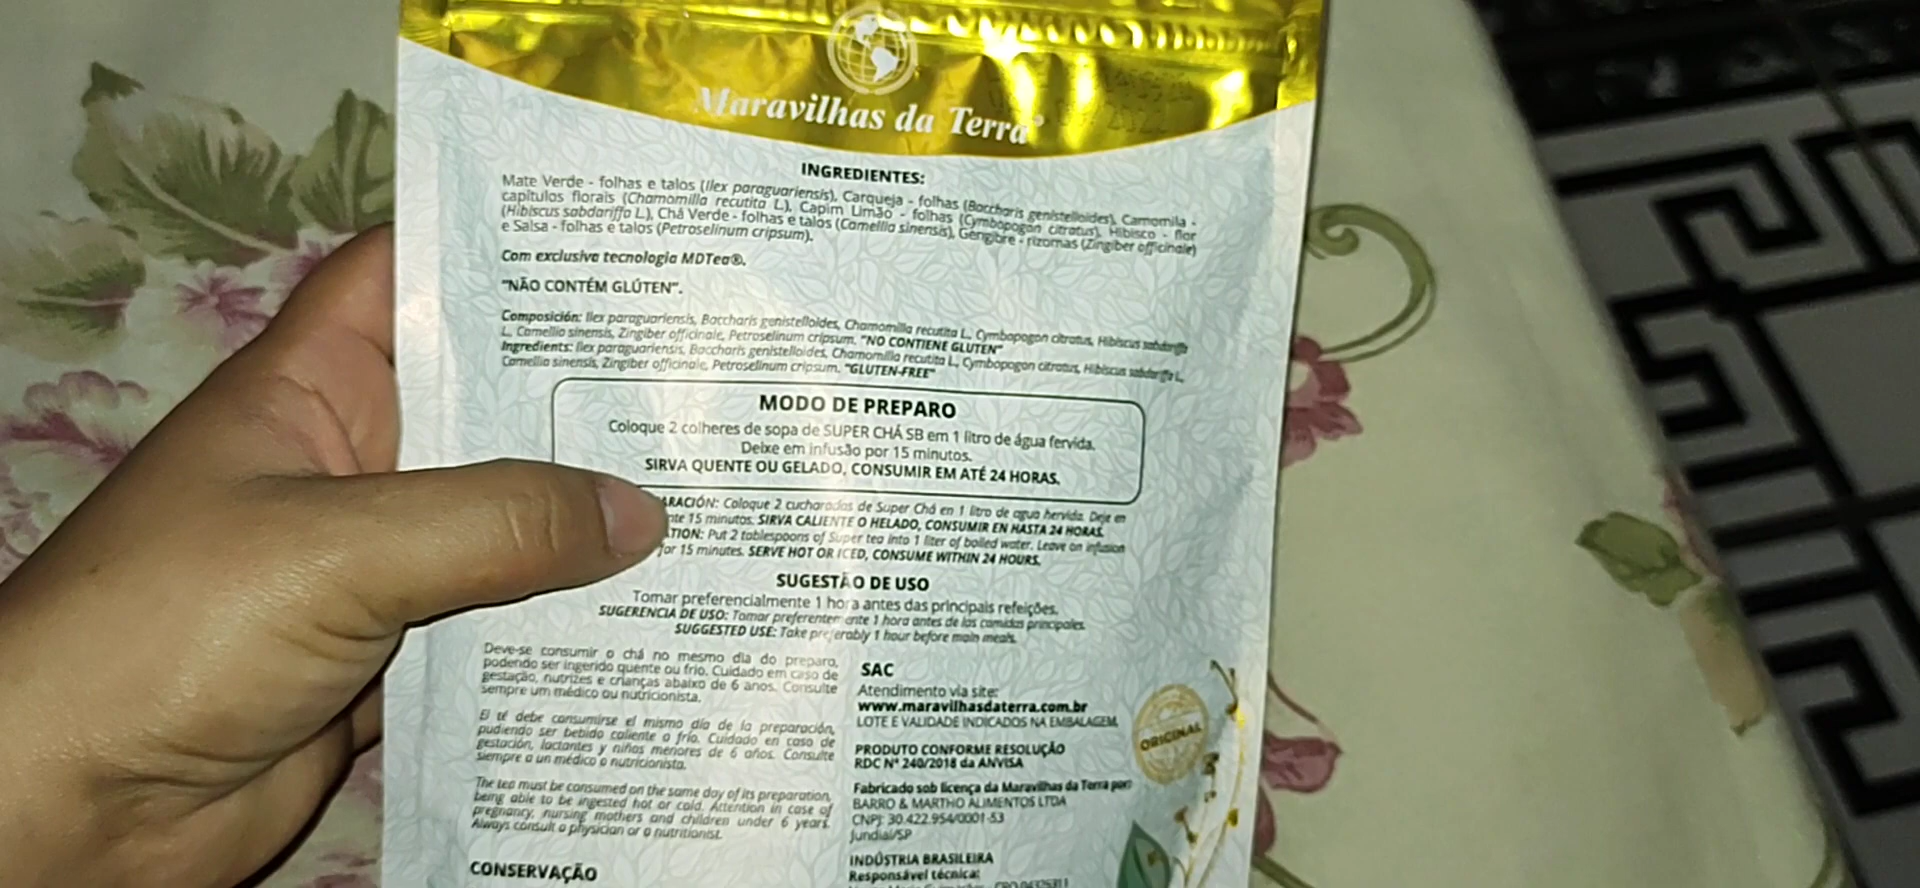 Maravilhas da Terra®
INGREDIENTES:
Mate Verde - folhas e talos (Ilex paraguariensis), Carqueja - folhas (Baccharis genistelloides), Camomila -
capítulos florais (Chamomilla recutita L.), Capim Limão - folhas (Cymbopogon citratus), Hibisco - flor
(Hibiscus sabdariffa L.), Chá Verde - folhas e talos (Camellia sinensis), Gengibre - rizomas (Zingiber officinale)
e Salsa - folhas e talos (Petroselinum cripsum).
Com exclusiva tecnologia MDTea®.
"NÃO CONTÉM GLÚTEN".
Composición: Ilex paraguariensis, Baccharis genistelloides, Chamomilla recutita L., Cymbopogon citratus, Hibiscus sabdariffa
L., Camellia sinensis, Zingiber officinale, Petroselinum cripsum. "NO CONTIENE GLUTEN"
Ingredients: Ilex paraguariensis, Baccharis genistelloides, Chamomilla recutita L., Cymbopogon citratus, Hibiscus sabdariffa L.,
Camellia sinensis, Zingiber officinale, Petroselinum cripsum. "GLUTEN-FREE"
MODO DE PREPARO
Coloque 2 colheres de sopa de SUPER CHÁ SB em 1 litro de água fervida.
Deixe em infusão por 15 minutos.
SIRVA QUENTE OU GELADO, CONSUMIR EM ATÉ 24 HORAS.
ARACIÓN: Coloque 2 cucharadas de Super Chá en 1 litro de agua hervida. Deje en
nte 15 minutos. SIRVA CALIENTE O HELADO, CONSUMIR EN HASTA 24 HORAS.
ATION: Put 2 tablespoons of Super tea into 1 liter of boiled water. Leave on infusion
for 15 minutes. SERVE HOT OR ICED, CONSUME WITHIN 24 HOURS.
SUGESTÃO DE USO
Tomar preferencialmente 1 hora antes das principais refeições.
SUGERENCIA DE USO: Tomar preferentemente 1 hora antes de las comidas principales.
SUGGESTED USE: Take preferably 1 hour before main meals.
Deve-se consumir o chá no mesmo dia do preparo,
podendo ser ingerido quente ou frio. Cuidado em caso de
gestação, nutrizes e crianças abaixo de 6 anos. Consulte
sempre um médico ou nutricionista.
El té debe consumirse el mismo día de la preparación,
pudiendo ser bebido caliente o frío. Cuidado en caso de
gestación, lactantes y niños menores de 6 años. Consulte
siempre a un médico o nutricionista.
The tea must be consumed on the same day of its preparation,
being able to be ingested hot or cold. Attention in case of
pregnancy, nursing mothers and children under 6 years.
Always consult a physician or a nutritionist.
CONSERVAÇÃO
SAC
Atendimento via site:
www.maravilhasdaterra.com.br
LOTE E VALIDADE INDICADOS NA EMBALAGEM.
PRODUTO CONFORME RESOLUÇÃO
RDC Nº 240/2018 da ANVISA
Fabricado sob licença da Maravilhas da Terra por:
BARRO & MARTHO ALIMENTOS LTDA
CNPJ: 30.422.954/0001-53
Jundiaí/SP
INDÚSTRIA BRASILEIRA
Responsável técnica:
ORIGINAL